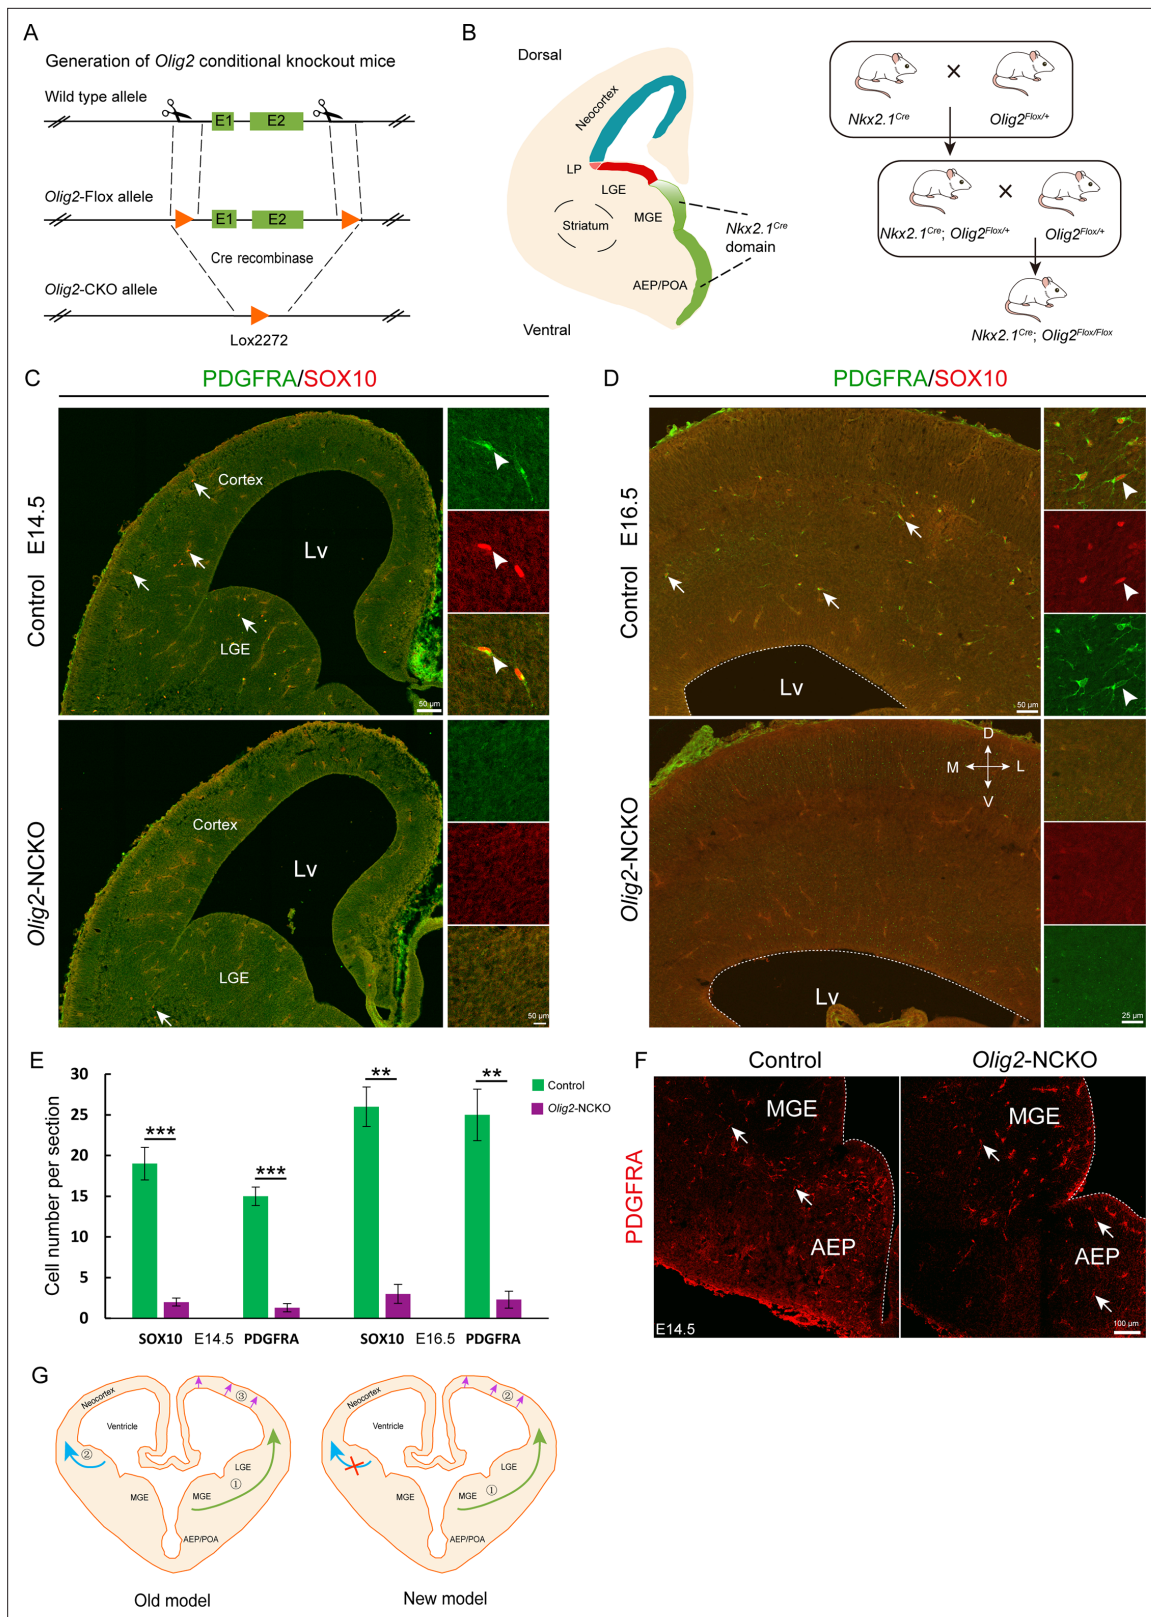 A
Generation of Olig2 conditional knockout mice
Wild type allele
E1
E2
Olig2-Flox allele
E1
E2
Cre recombinase
Olig2-CKO allele
Lox2272
B
Dorsal
Neocortex
LP
LGE
MGE
Striatum
Nkx2.1Cre
domain
AEP/POA
Ventral
×
Nkx2.1Cre
Olig2Flox/+
×
Nkx2.1Cre; Olig2Flox/+
Olig2Flox/+
Nkx2.1Cre; Olig2Flox/Flox
C
PDGFRA/SOX10
Control E14.5
Cortex
Lv
LGE
50 µm
Olig2-NCKO
Cortex
Lv
LGE
50 µm
D
PDGFRA/SOX10
Control E16.5
Lv
50 µm
Olig2-NCKO
D
M
L
V
Lv
25 µm
E
Cell number per section
30
25
20
15
10
5
0
***
***
**
**
Control
Olig2-NCKO
SOX10 E14.5 PDGFRA SOX10 E16.5 PDGFRA
F
Control
Olig2-NCKO
PDGFRA
MGE
AEP
E14.5
MGE
AEP
100 µm
G
Neocortex
Ventricle
②
③
LGE
①
MGE
MGE
AEP/POA
Old model
Neocortex
Ventricle
②
LGE
①
MGE
MGE
AEP/POA
New model